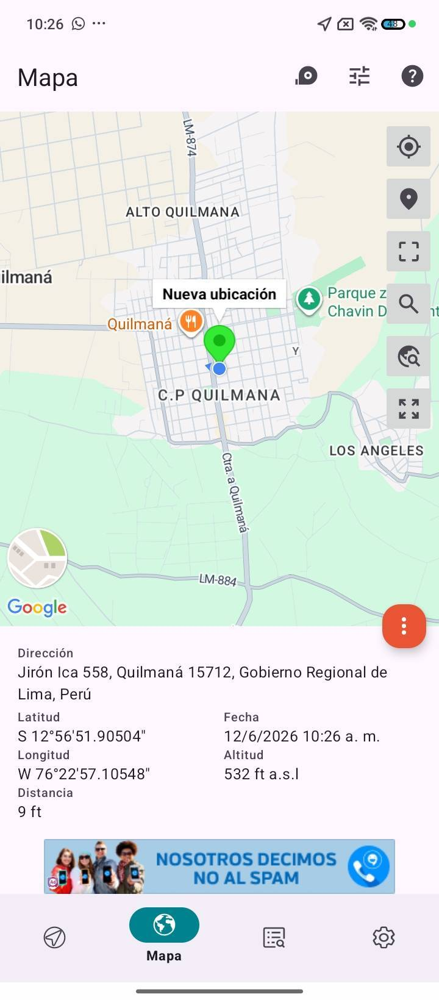 10:26
48
Mapa
LM-874
ALTO QUILMANA
ilmaná
Nueva ubicación
Parque z
Chavin D
nt
Quilmaná
Y
C.P QUILMANA
LOS ANGELES
Ctra. a Quilmaná
LM-884
Google
Dirección
Jirón Ica 558, Quilmaná 15712, Gobierno Regional de
Lima, Perú
Latitud
S 12°56'51.90504"
Fecha
12/6/2026 10:26 a. m.
Longitud
W 76°22'57.10548"
Altitud
532 ft a.s.l
Distancia
9 ft
NOSOTROS DECIMOS
NO AL SPAM
Ad
Mapa